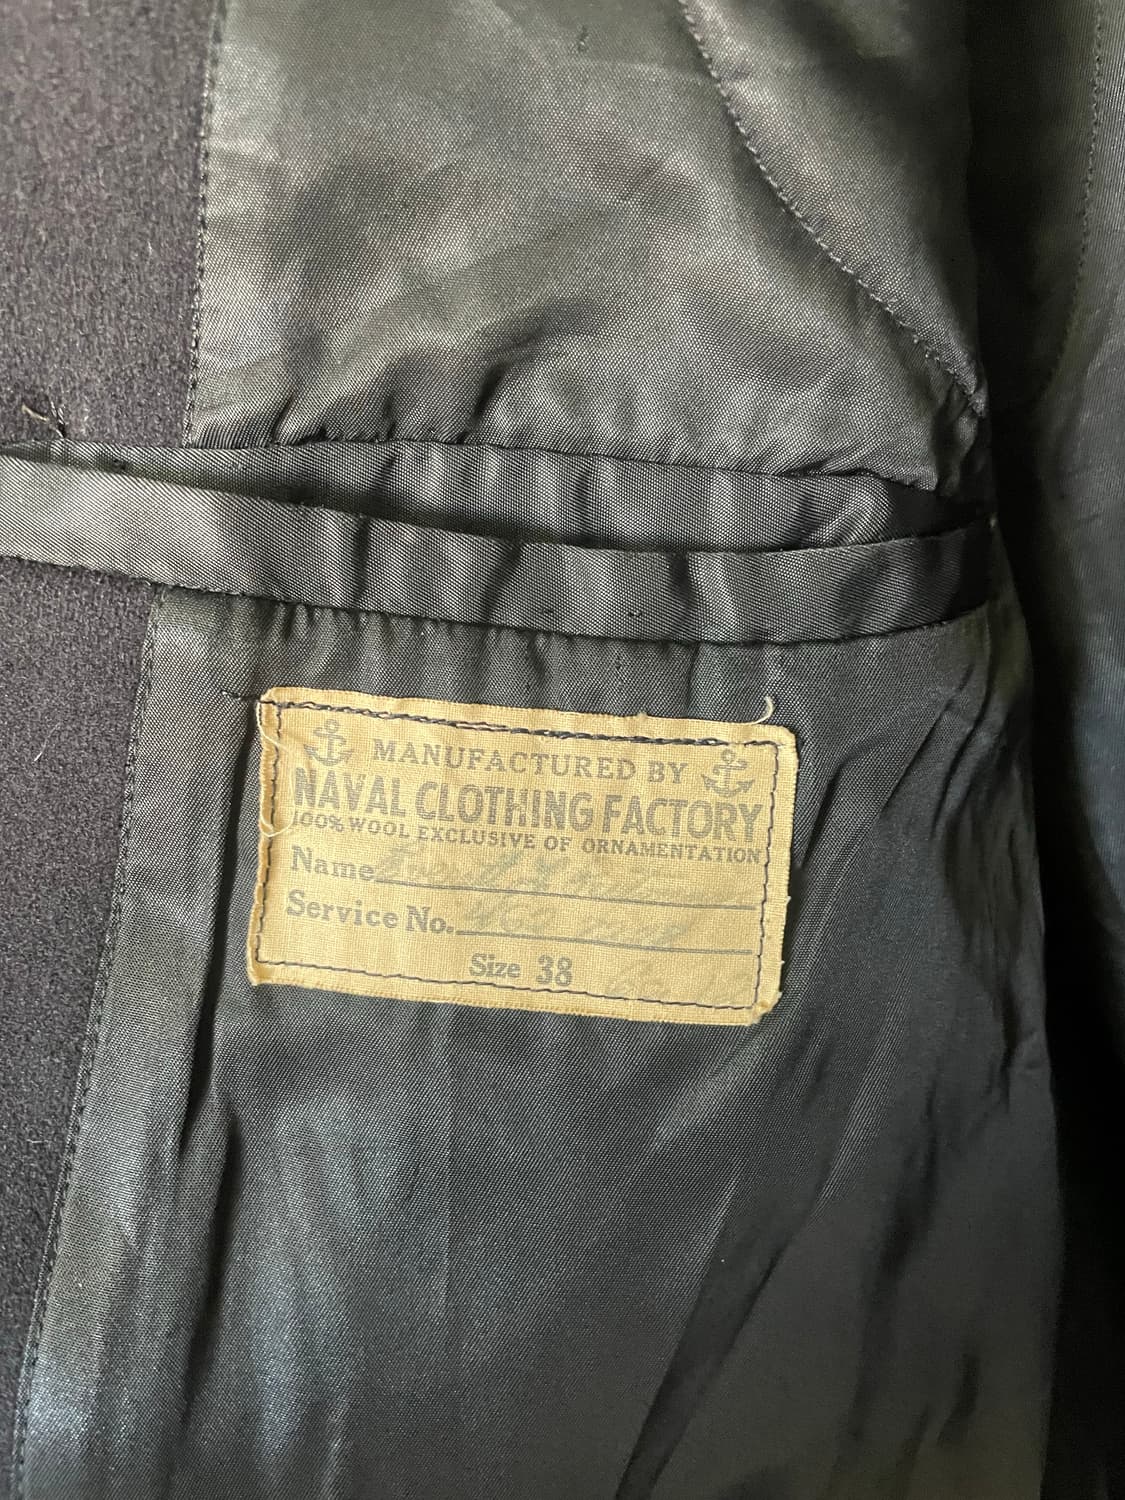 MANUFACTURED BY
NAVAL CLOTHING FACTORY
100% WOOL EXCLUSIVE OF ORNAMENTATION
Name
Service No.
Size 38